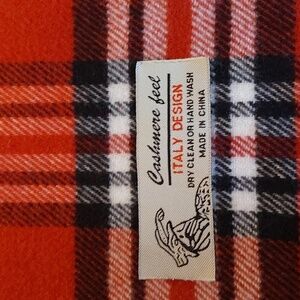 Cashmere feel
ITALY DESIGN
DRY CLEAN OR HAND WASH
MADE IN CHINA